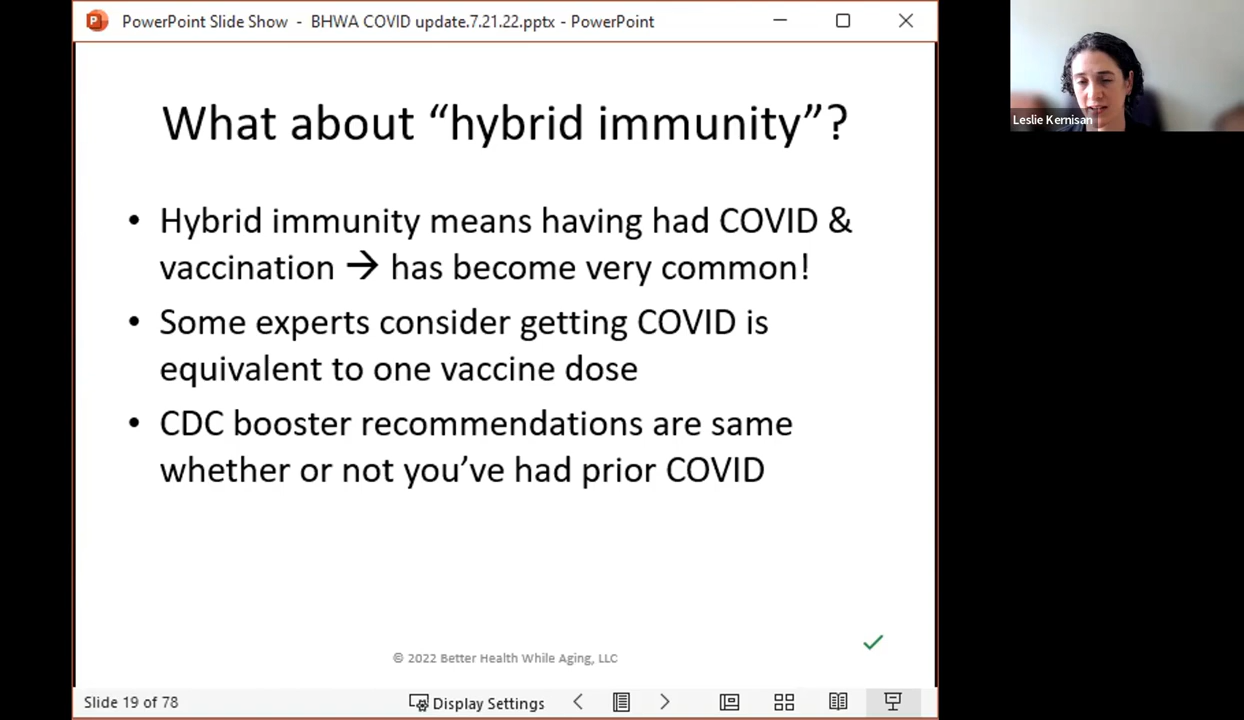 PowerPoint Slide Show - BHWA COVID update.7.21.22.pptx - PowerPoint
Leslie Kernisan
What about “hybrid immunity”?
• Hybrid immunity means having had COVID &
vaccination → has become very common!
• Some experts consider getting COVID is
equivalent to one vaccine dose
• CDC booster recommendations are same
whether or not you’ve had prior COVID
© 2022 Better Health While Aging, LLC
Slide 19 of 78
Display Settings